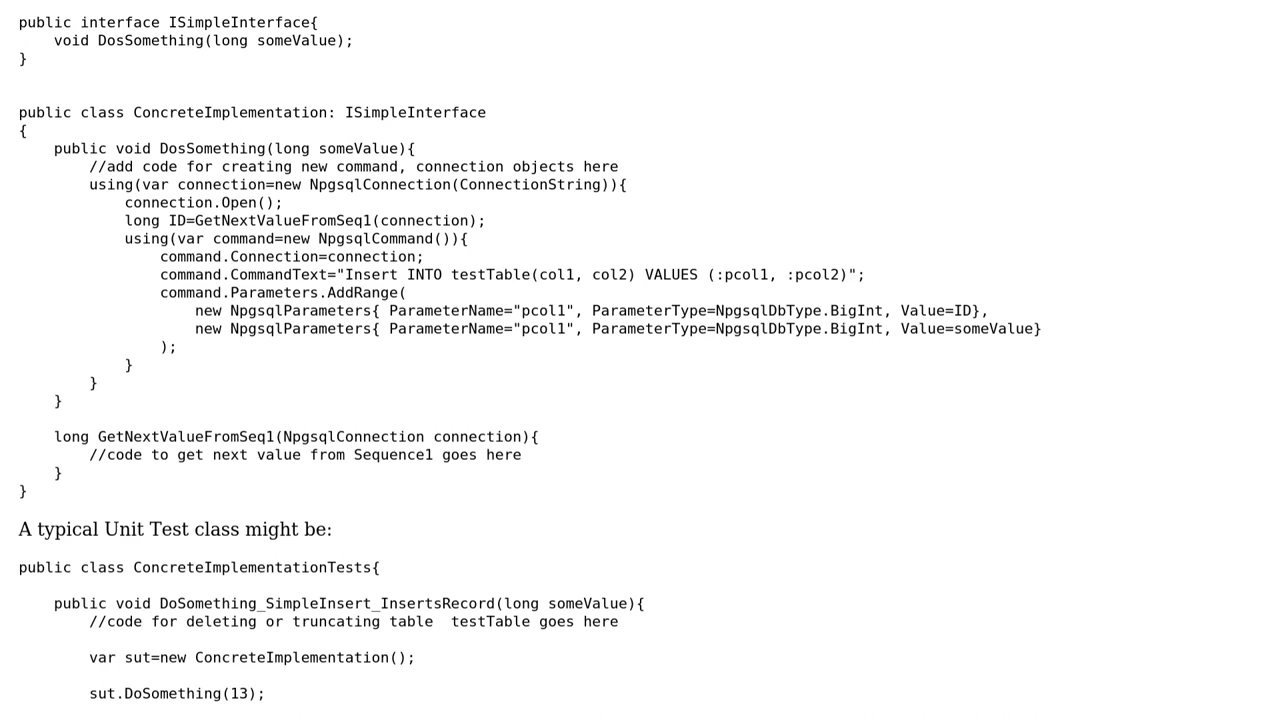 public interface ISimpleInterface{
    void DosSomething(long someValue);
}
public class ConcreteImplementation: ISimpleInterface
{
    public void DosSomething(long someValue){
        //add code for creating new command, connection objects here
        using(var connection=new NpgsqlConnection(ConnectionString)){
            connection.Open();
            long ID=GetNextValueFromSeq1(connection);
            using(var command=new NpgsqlCommand()){
                command.Connection=connection;
                command.CommandText="Insert INTO testTable(col1, col2) VALUES (:pcol1, :pcol2)";
                command.Parameters.AddRange(
                    new NpgsqlParameters{ ParameterName="pcol1", ParameterType=NpgsqlDbType.BigInt, Value=ID},
                    new NpgsqlParameters{ ParameterName="pcol1", ParameterType=NpgsqlDbType.BigInt, Value=someValue}
                );
            }
        }
    }
    long GetNextValueFromSeq1(NpgsqlConnection connection){
        //code to get next value from Sequence1 goes here
    }
}
A typical Unit Test class might be:
public class ConcreteImplementationTests{
    public void DoSomething_SimpleInsert_InsertsRecord(long someValue){
        //code for deleting or truncating table  testTable goes here
        var sut=new ConcreteImplementation();
        sut.DoSomething(13);